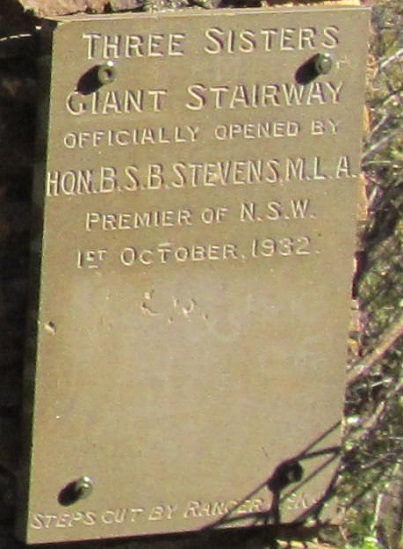 THREE SISTERS
GIANT STAIRWAY
OFFICIALLY OPENED BY
HON. B.S.B. STEVENS, M.L.A.
PREMIER OF N.S.W.
1ST OCTOBER, 1932.
STEPS CUT BY RANGER